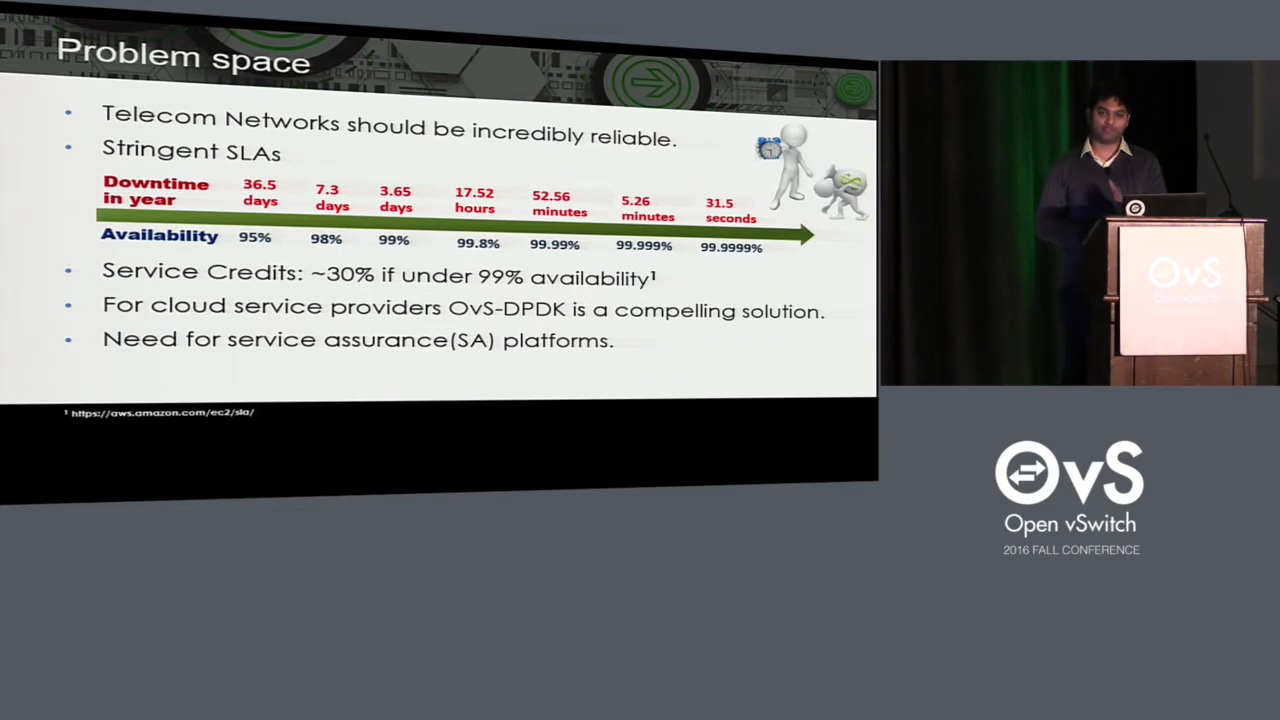 Problem space
• Telecom Networks should be incredibly reliable.
• Stringent SLAs
Downtime in year 36.5 days 7.3 days 3.65 days 17.52 hours 52.56 minutes 5.26 minutes 31.5 seconds
Availability 95% 98% 99% 99.8% 99.99% 99.999% 99.9999%
• Service Credits: ~30% if under 99% availability¹
• For cloud service providers OvS-DPDK is a compelling solution.
• Need for service assurance(SA) platforms.
¹ https://aws.amazon.com/ec2/sla/
OvS
Open vSwitch
OvS
Open vSwitch
2016 FALL CONFERENCE